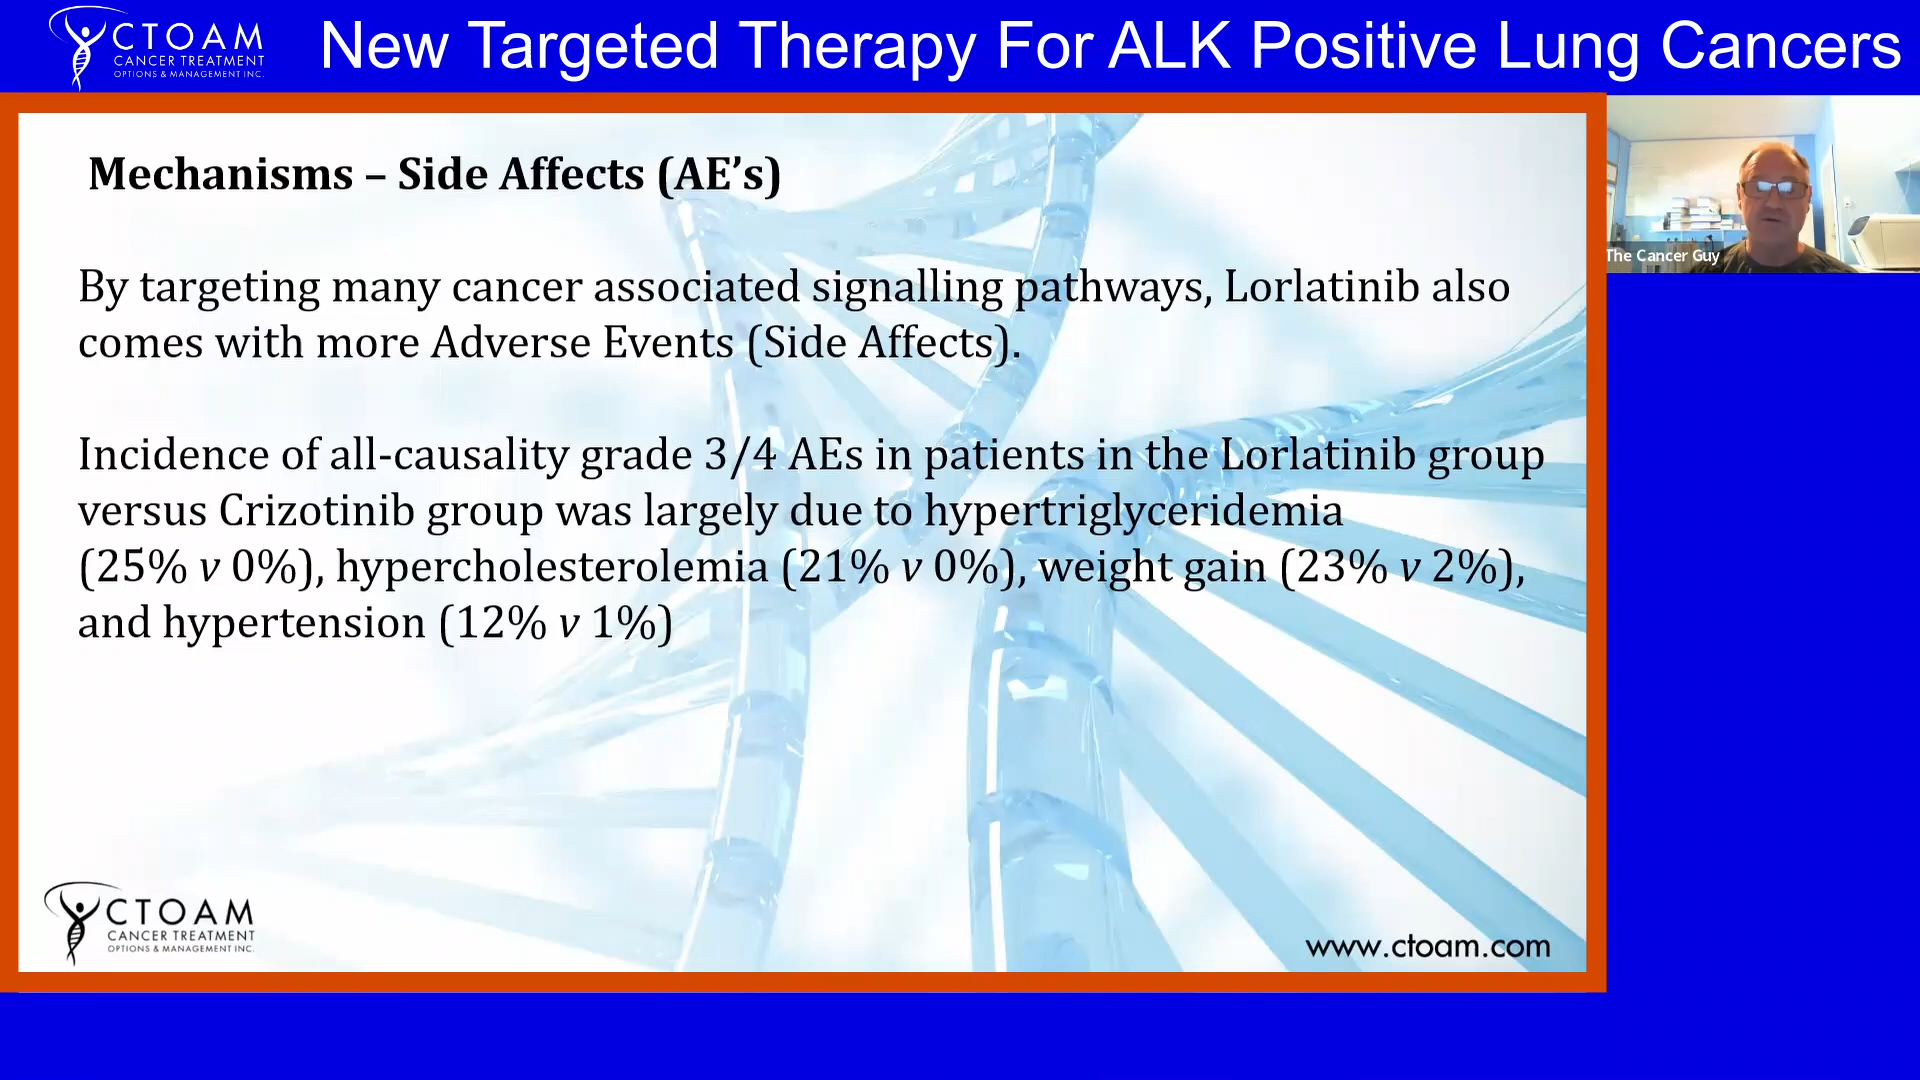 CTOAM
CANCER TREATMENT
OPTIONS & MANAGEMENT INC.
New Targeted Therapy For ALK Positive Lung Cancers
Mechanisms – Side Affects (AE’s)
By targeting many cancer associated signalling pathways, Lorlatinib also
comes with more Adverse Events (Side Affects).
Incidence of all-causality grade 3/4 AEs in patients in the Lorlatinib group
versus Crizotinib group was largely due to hypertriglyceridemia
(25% v 0%), hypercholesterolemia (21% v 0%), weight gain (23% v 2%),
and hypertension (12% v 1%)
The Cancer Guy
CTOAM
CANCER TREATMENT
OPTIONS & MANAGEMENT INC.
www.ctoam.com